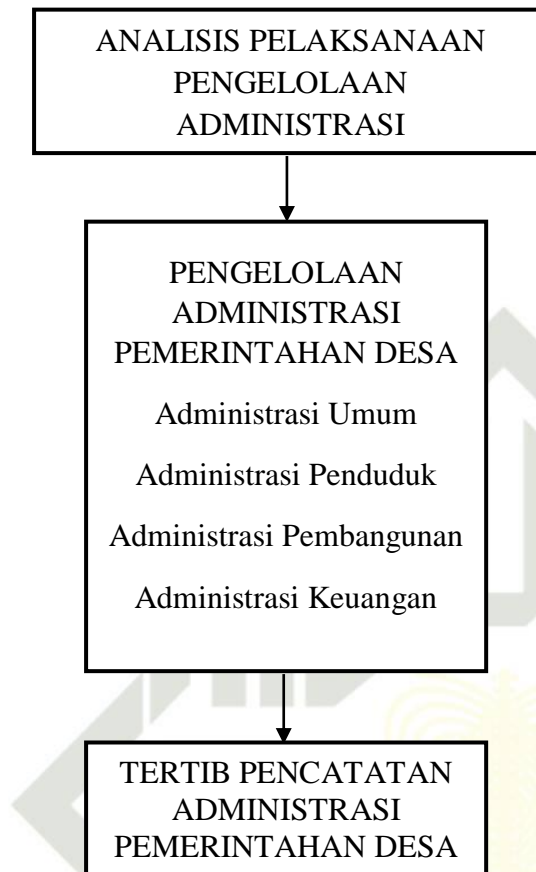 ANALISIS PELAKSANAAN
PENGELOLAAN
ADMINISTRASI
PENGELOLAAN
ADMINISTRASI
PEMERINTAHAN DESA
Administrasi Umum
Administrasi Penduduk
Administrasi Pembangunan
Administrasi Keuangan
TERTIB PENCATATAN
ADMINISTRASI
PEMERINTAHAN DESA